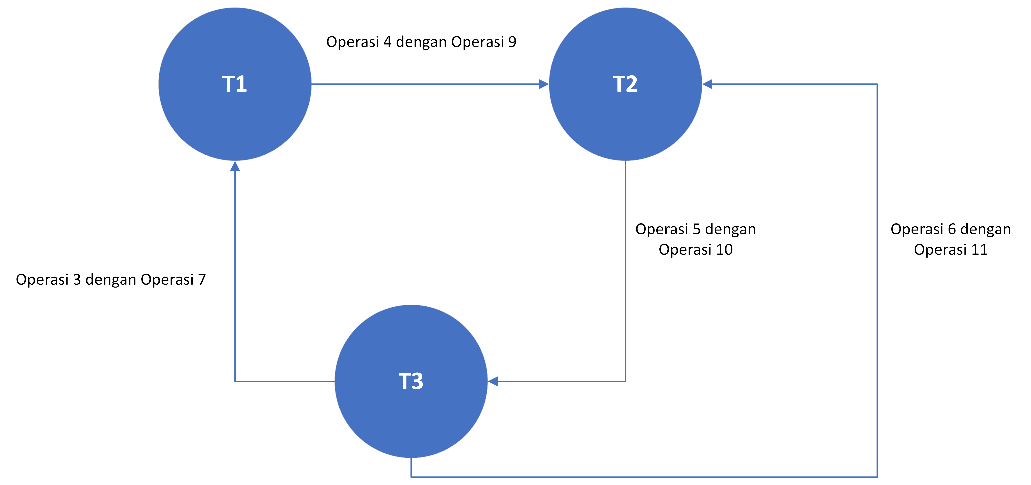 Operasi 4 dengan Operasi 9
T1
T2
Operasi 5 dengan
Operasi 10
Operasi 6 dengan
Operasi 11
Operasi 3 dengan Operasi 7
T3